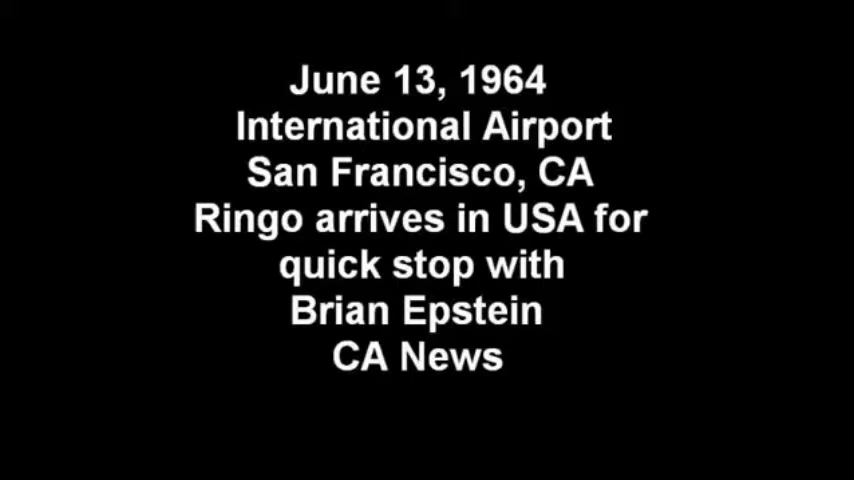 June 13, 1964
International Airport
San Francisco, CA
Ringo arrives in USA for
quick stop with
Brian Epstein
CA News